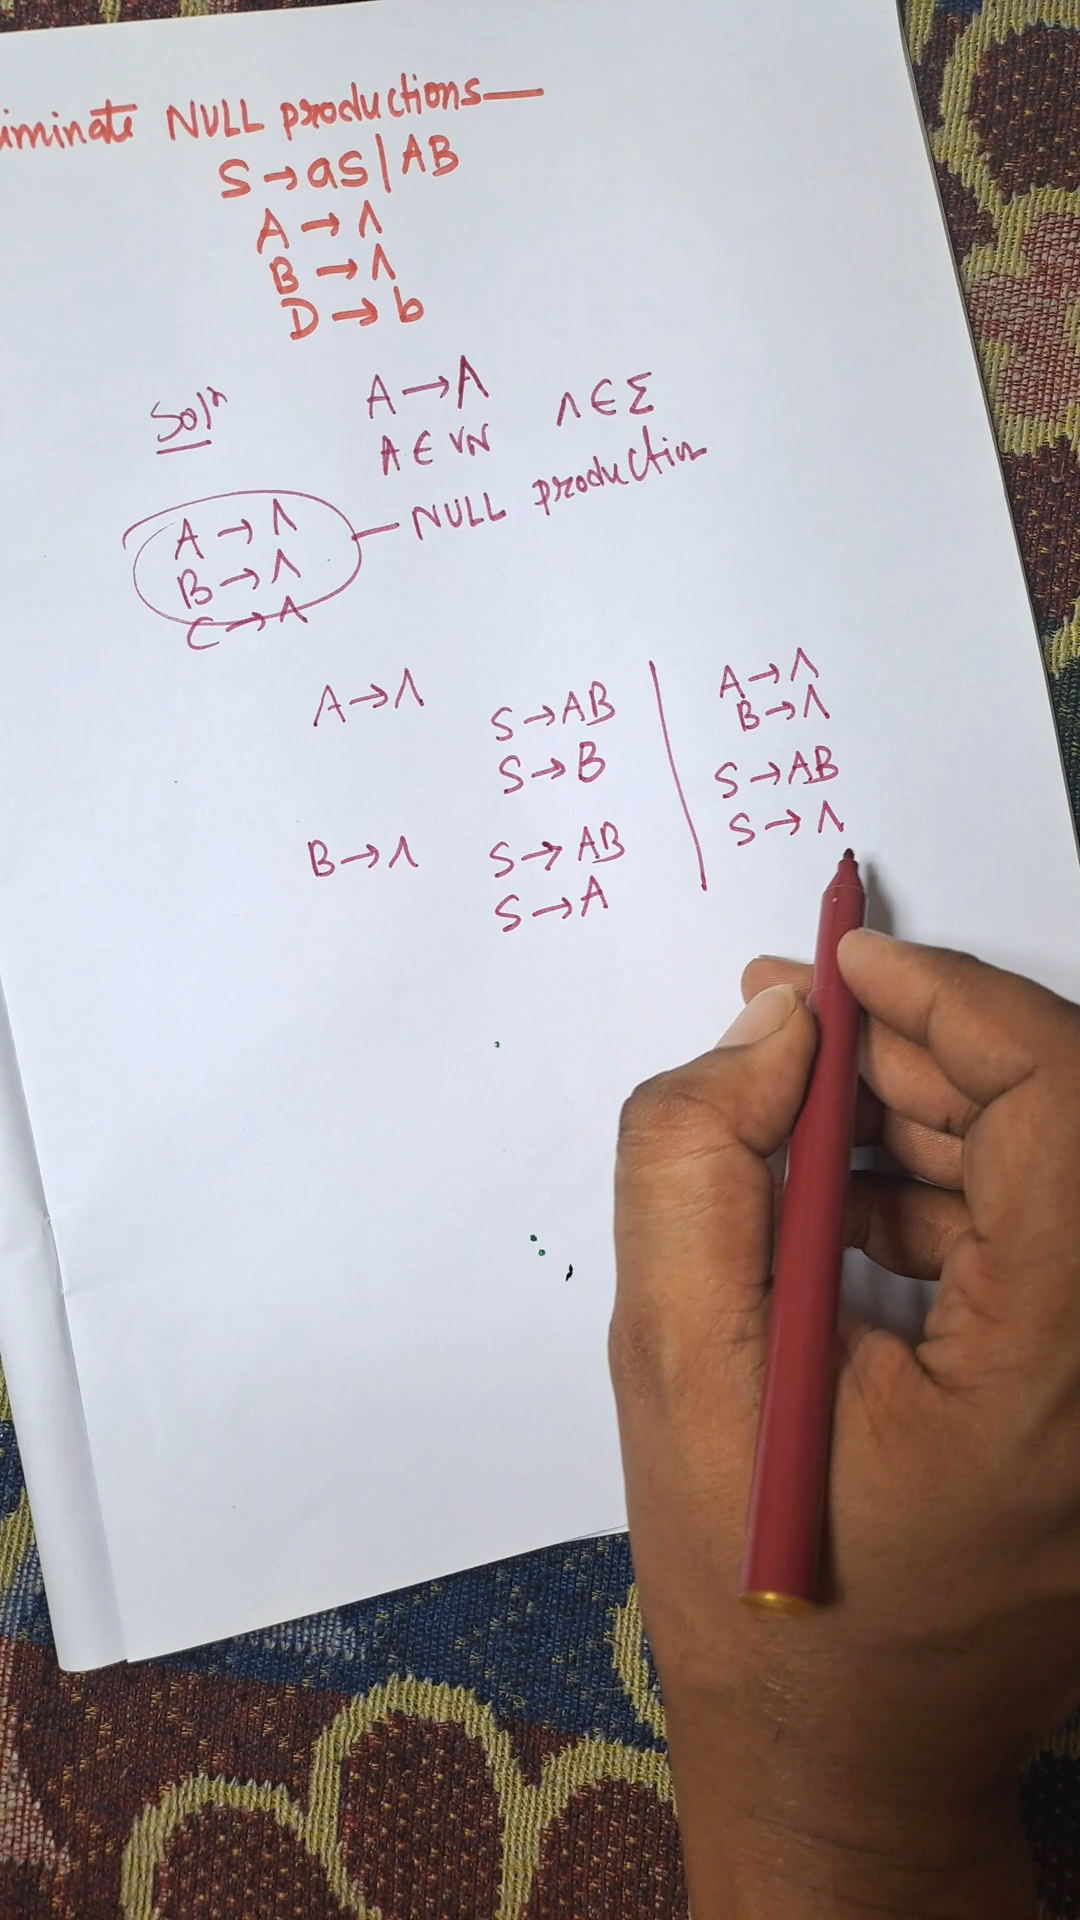 iminate NULL productions—
S → aS | AB
A → Λ
B → Λ
D → b
Soln
A → Λ
A ∈ VN Λ ∈ Σ
A → Λ
B → Λ
C → Λ
— NULL production
A → Λ
S → AB
S → B
B → Λ
S → AB
S → A
A → Λ
B → Λ
S → AB
S → Λ